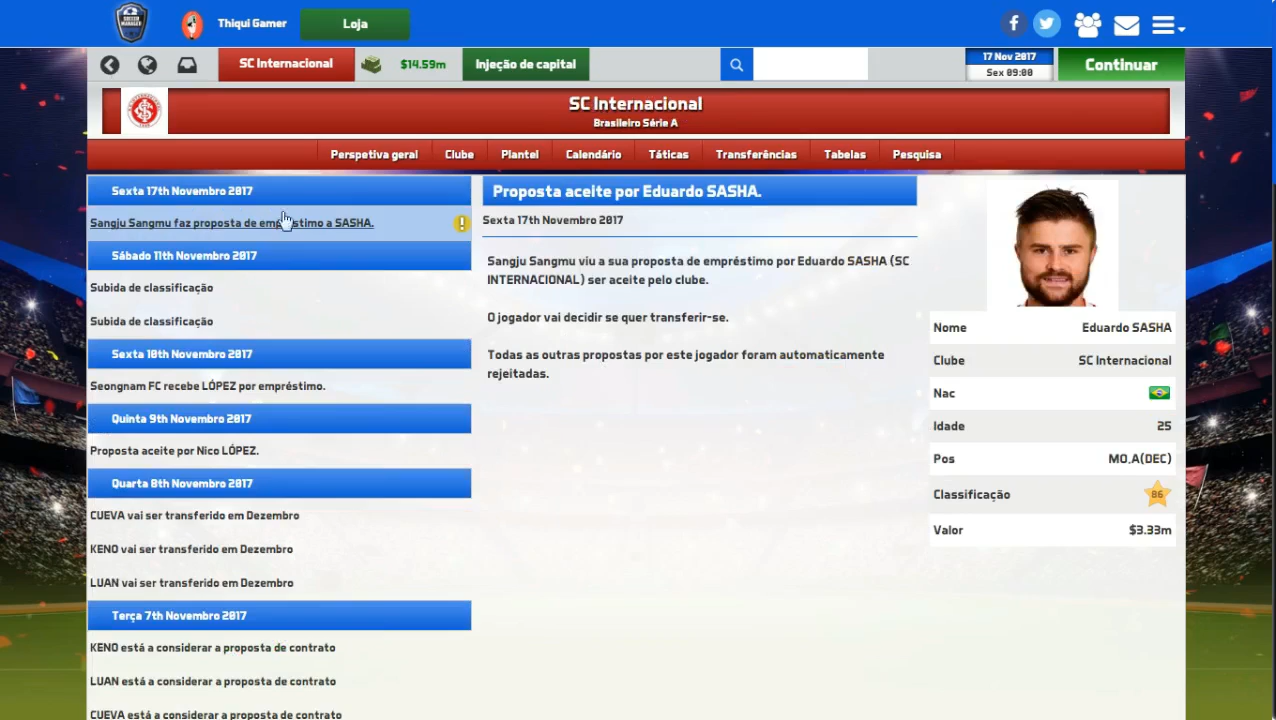 Thiqui Gamer
Loja
SC Internacional
$14.59m
Injeção de capital
17 Nov 2017
Sex 09:00
Continuar
SC Internacional
Brasileiro Série A
Perspetiva geral
Clube
Plantel
Calendário
Táticas
Transferências
Tabelas
Pesquisa
Sexta 17th Novembro 2017
Sangju Sangmu faz proposta de empréstimo a SASHA.
Sábado 11th Novembro 2017
Subida de classificação
Subida de classificação
Sexta 10th Novembro 2017
Seongnam FC recebe LÓPEZ por empréstimo.
Quinta 9th Novembro 2017
Proposta aceite por Nico LÓPEZ.
Quarta 8th Novembro 2017
CUEVA vai ser transferido em Dezembro
KENO vai ser transferido em Dezembro
LUAN vai ser transferido em Dezembro
Terça 7th Novembro 2017
KENO está a considerar a proposta de contrato
LUAN está a considerar a proposta de contrato
CUEVA está a considerar a proposta de contrato
Proposta aceite por Eduardo SASHA.
Sexta 17th Novembro 2017
Sangju Sangmu viu a sua proposta de empréstimo por Eduardo SASHA (SC
INTERNACIONAL) ser aceite pelo clube.
O jogador vai decidir se quer transferir-se.
Todas as outras propostas por este jogador foram automaticamente
rejeitadas.
Nome Eduardo SASHA
Clube SC Internacional
Nac
Idade 25
Pos MO,A(DEC)
Classificação 86
Valor $3.33m